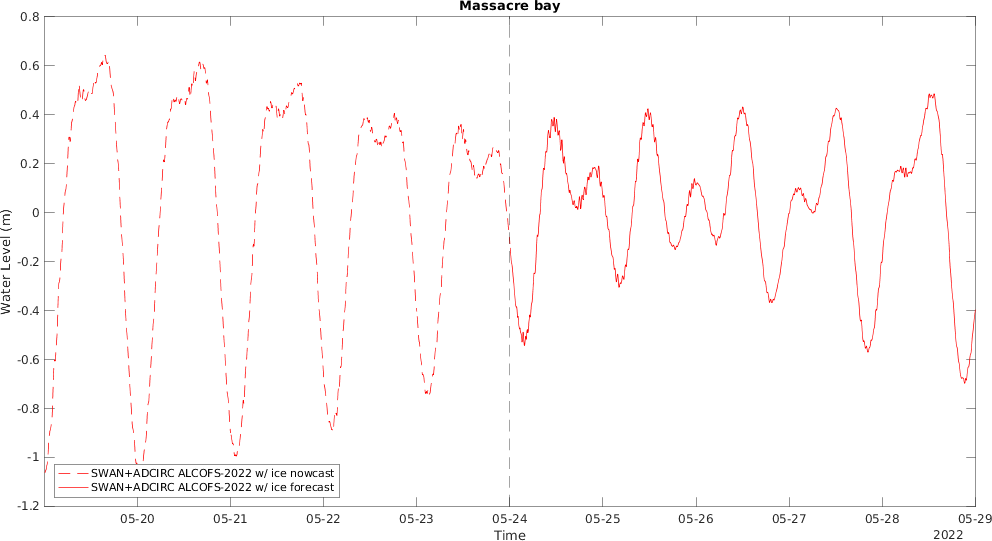 Massacre bay
0.8
0.6
0.4
0.2
0
-0.2
-0.4
-0.6
-0.8
-1
-1.2
Water Level (m)
SWAN+ADCIRC ALCOFS-2022 w/ ice nowcast
SWAN+ADCIRC ALCOFS-2022 w/ ice forecast
05-20 05-21 05-22 05-23 05-24 05-25 05-26 05-27 05-28 05-29
Time
2022